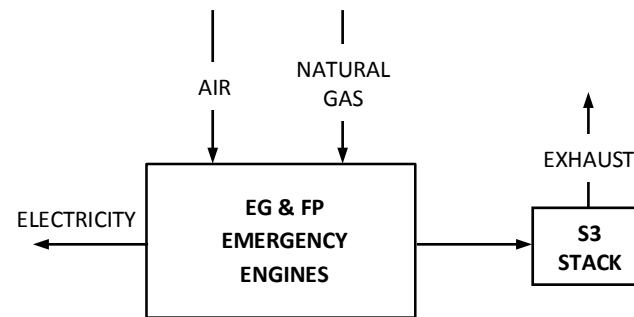 AIR
NATURAL
GAS
EXHAUST
ELECTRICITY
EG & FP
EMERGENCY
ENGINES
S3
STACK